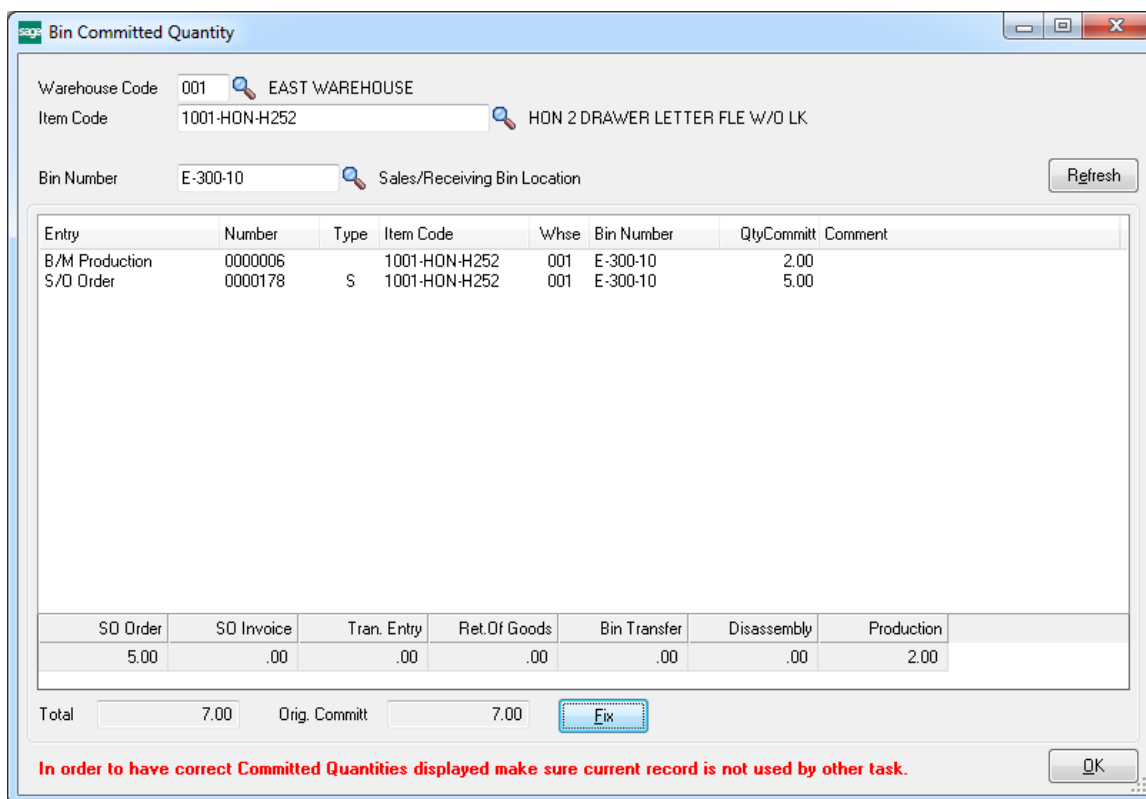 sage Bin Committed Quantity
Warehouse Code 001 EAST WAREHOUSE
Item Code 1001-HON-H252 HON 2 DRAWER LETTER FLE W/O LK
Bin Number E-300-10 Sales/Receiving Bin Location Refresh
Entry Number Type Item Code Whse Bin Number QtyCommitt Comment
B/M Production 0000006 1001-HON-H252 001 E-300-10 2.00
S/O Order 0000178 S 1001-HON-H252 001 E-300-10 5.00
SO Order SO Invoice Tran. Entry Ret.Of Goods Bin Transfer Disassembly Production
5.00 .00 .00 .00 .00 .00 2.00
Total 7.00 Orig. Committ 7.00 Fix
In order to have correct Committed Quantities displayed make sure current record is not used by other task. OK